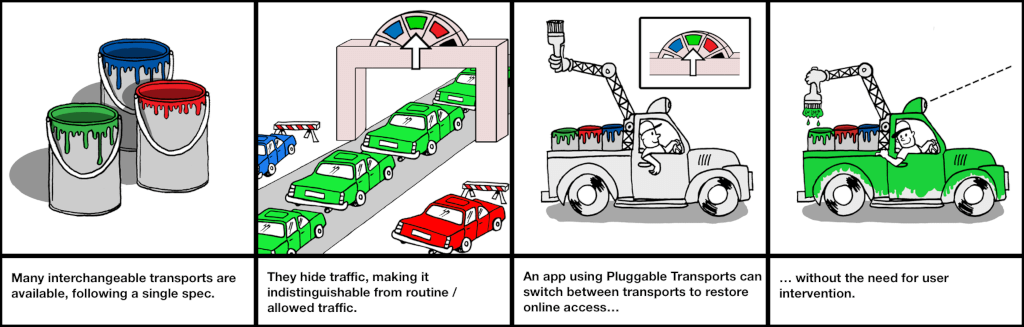 Many interchangeable transports are
available, following a single spec.
They hide traffic, making it
indistinguishable from routine /
allowed traffic.
An app using Pluggable Transports can
switch between transports to restore
online access…
… without the need for user
intervention.